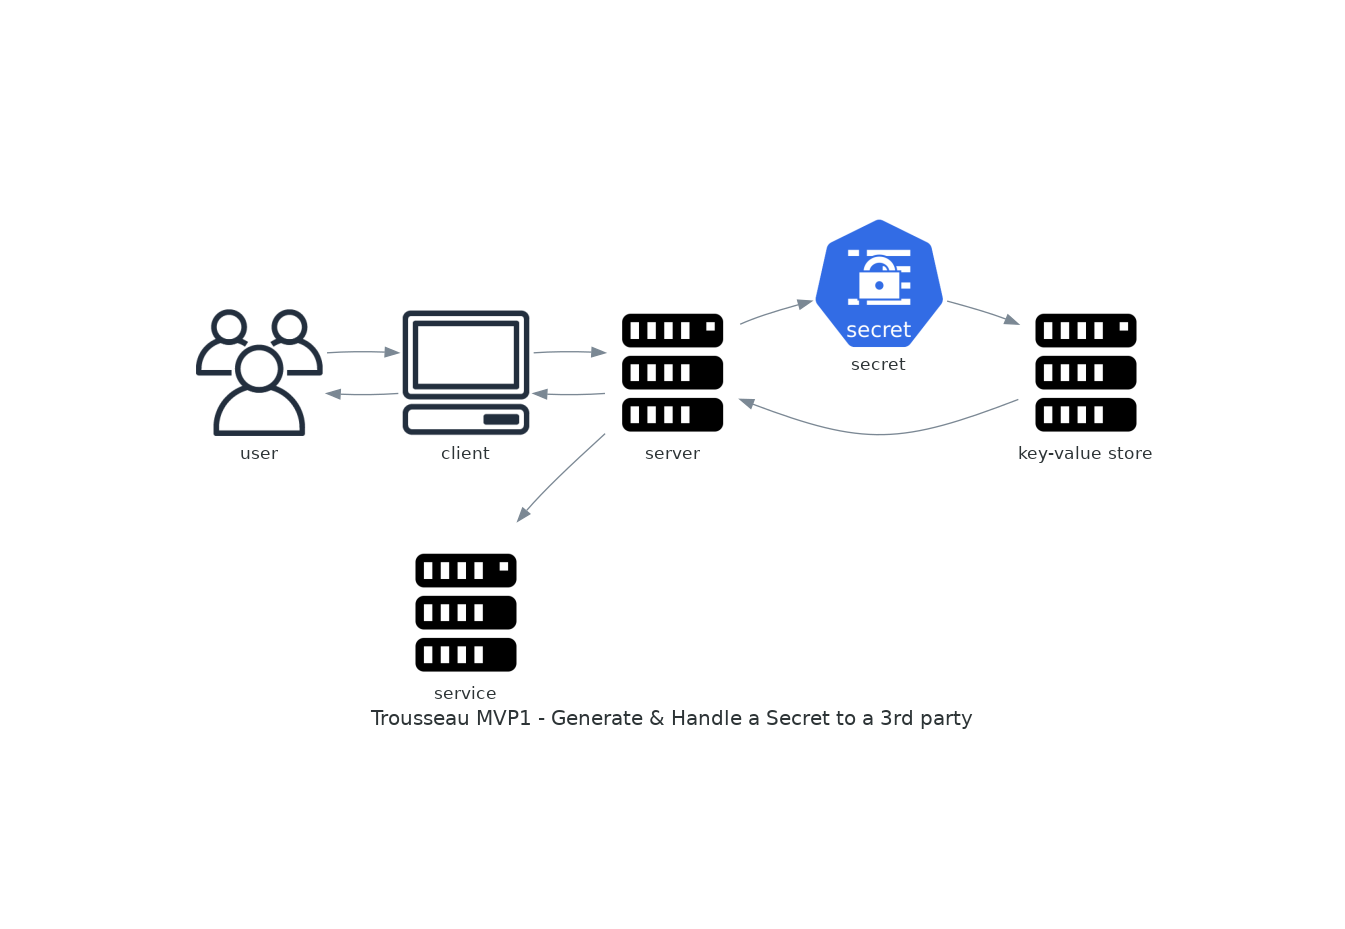 secret
secret
user
client
server
key-value store
service
Trousseau MVP1 - Generate & Handle a Secret to a 3rd party